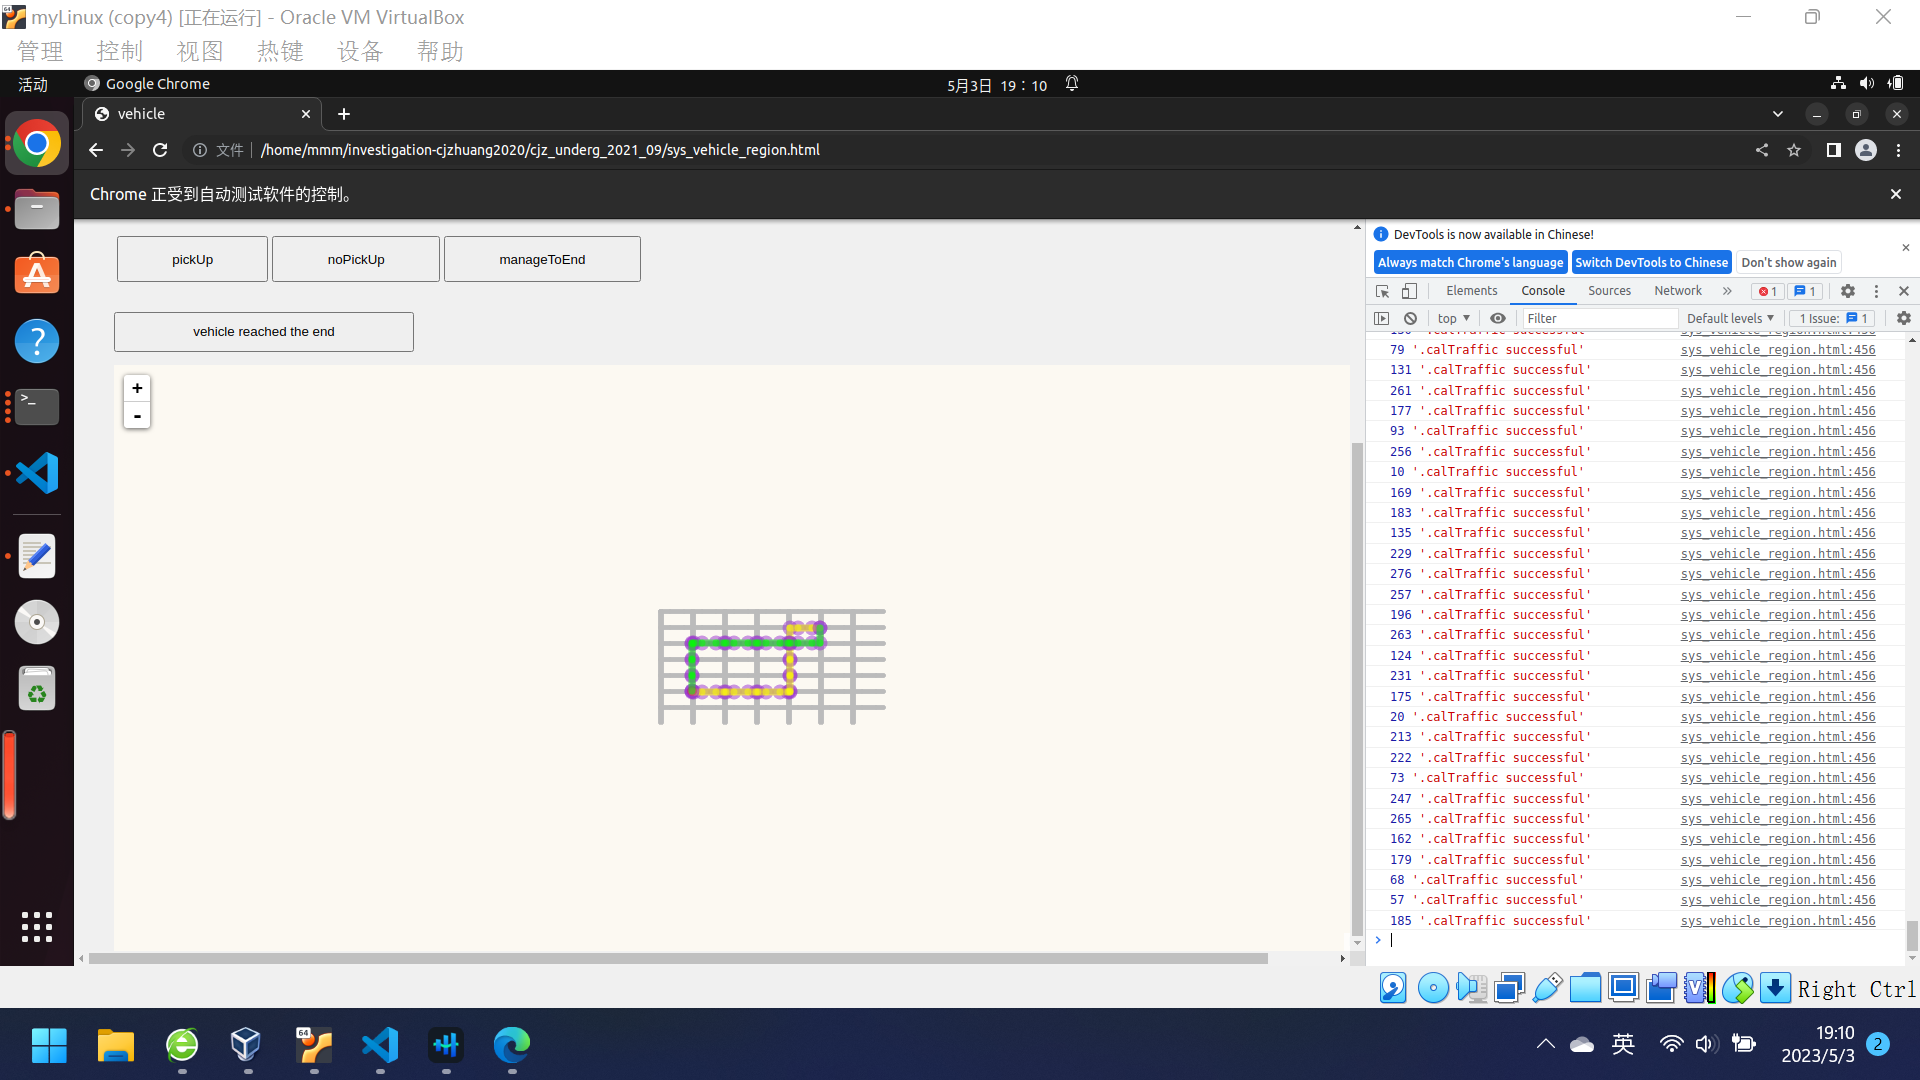 myLinux (copy4) [正在运行] - Oracle VM VirtualBox
管理 控制 视图 热键 设备 帮助
活动 Google Chrome 5月3日 19：10
vehicle
文件 /home/mmm/investigation-cjzhuang2020/cjz_underg_2021_09/sys_vehicle_region.html
Chrome 正受到自动测试软件的控制。
pickUp noPickUp manageToEnd
vehicle reached the end
+
-
DevTools is now available in Chinese!
Always match Chrome's language Switch DevTools to Chinese Don't show again
Elements Console Sources Network » 1 1
top Filter Default levels 1 Issue: 1
79 '.calTraffic successful' sys_vehicle_region.html:456
131 '.calTraffic successful' sys_vehicle_region.html:456
261 '.calTraffic successful' sys_vehicle_region.html:456
177 '.calTraffic successful' sys_vehicle_region.html:456
93 '.calTraffic successful' sys_vehicle_region.html:456
256 '.calTraffic successful' sys_vehicle_region.html:456
10 '.calTraffic successful' sys_vehicle_region.html:456
169 '.calTraffic successful' sys_vehicle_region.html:456
183 '.calTraffic successful' sys_vehicle_region.html:456
135 '.calTraffic successful' sys_vehicle_region.html:456
229 '.calTraffic successful' sys_vehicle_region.html:456
276 '.calTraffic successful' sys_vehicle_region.html:456
257 '.calTraffic successful' sys_vehicle_region.html:456
196 '.calTraffic successful' sys_vehicle_region.html:456
263 '.calTraffic successful' sys_vehicle_region.html:456
124 '.calTraffic successful' sys_vehicle_region.html:456
231 '.calTraffic successful' sys_vehicle_region.html:456
175 '.calTraffic successful' sys_vehicle_region.html:456
20 '.calTraffic successful' sys_vehicle_region.html:456
213 '.calTraffic successful' sys_vehicle_region.html:456
222 '.calTraffic successful' sys_vehicle_region.html:456
73 '.calTraffic successful' sys_vehicle_region.html:456
247 '.calTraffic successful' sys_vehicle_region.html:456
265 '.calTraffic successful' sys_vehicle_region.html:456
162 '.calTraffic successful' sys_vehicle_region.html:456
179 '.calTraffic successful' sys_vehicle_region.html:456
68 '.calTraffic successful' sys_vehicle_region.html:456
57 '.calTraffic successful' sys_vehicle_region.html:456
185 '.calTraffic successful' sys_vehicle_region.html:456
Right Ctrl
64
英 19:10 2
2023/5/3